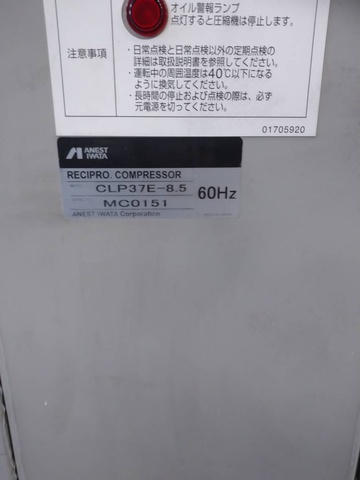 オイル警報ランプ
点灯すると圧縮機は停止します。
注意事項
・日常点検と日常点検以外の定期点検の
詳細は取扱説明書を参照してください。
・運転中の周囲温度は40℃以下になる
ように換気してください。
・長時間の停止および点検の際は、必ず
元電源を切ってください。
01705920
ANEST
IWATA
RECIPRO. COMPRESSOR
CLP37E-8.5
60Hz
MC0151
ANEST IWATA Corporation